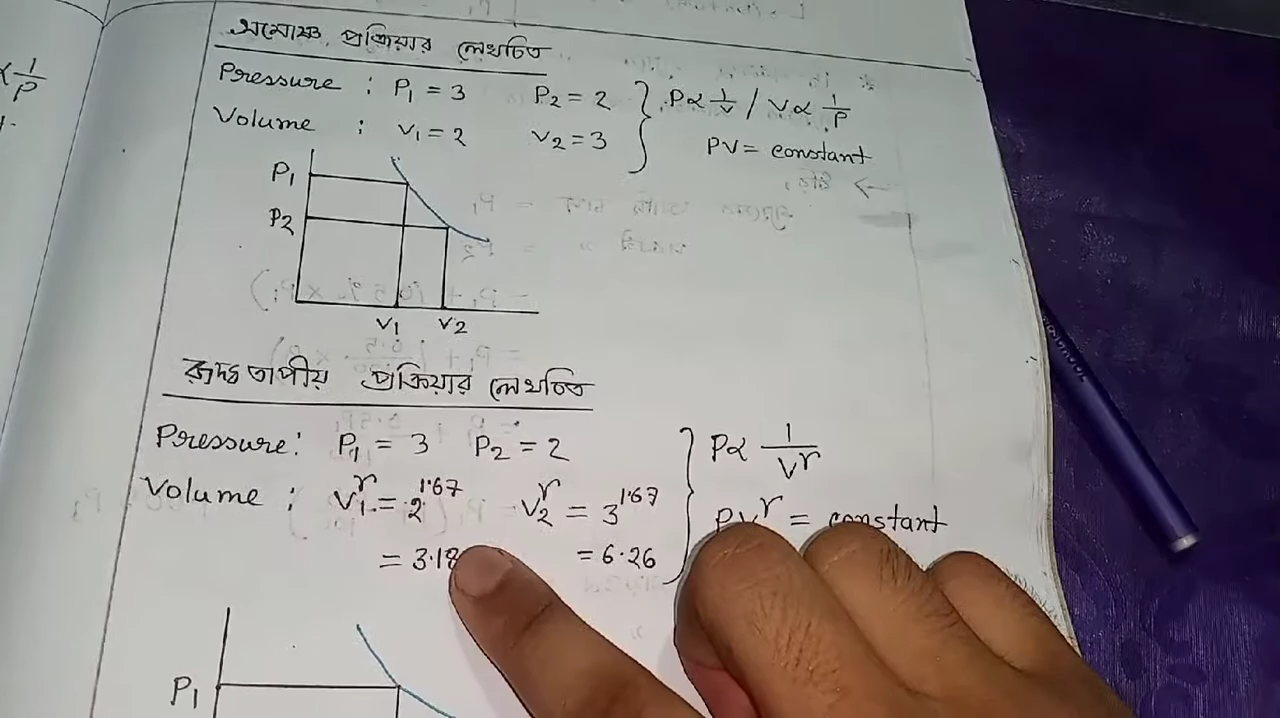 সমোষ্ণ প্রক্রিয়ার লেখচিত্র
Pressure : P₁ = 3 P₂ = 2 } P∝ 1/V / V∝ 1/P
Volume : V₁ = 2 V₂ = 3 PV = constant
P₁
P₂
V₁ V₂
রুদ্ধতাপীয় প্রক্রিয়ার লেখচিত্র
Pressure: P₁ = 3 P₂ = 2 } P∝ 1/V^r
Volume : V₁^r = 2^1.67 V₂^r = 3^1.67 PV^r = constant
= 3.18 = 6.26
P₁
∝ 1/P